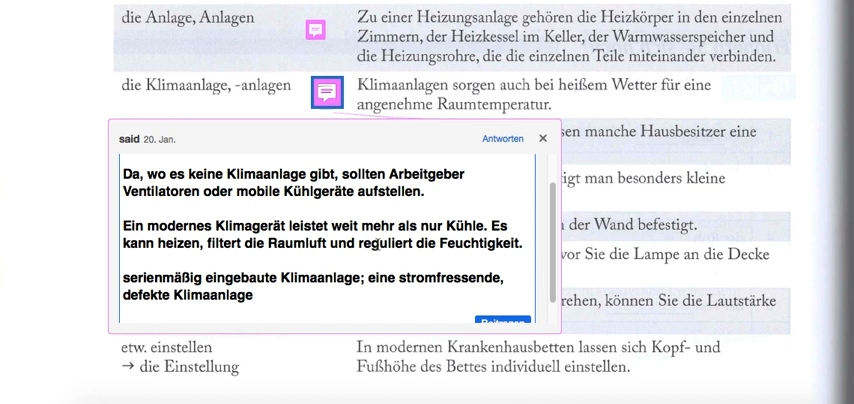 die Anlage, Anlagen
Zu einer Heizungsanlage gehören die Heizkörper in den einzelnen
Zimmern, der Heizkessel im Keller, der Warmwasserspeicher und
die Heizungsrohre, die die einzelnen Teile miteinander verbinden.
die Klimaanlage, -anlagen
Klimaanlagen sorgen auch bei heißem Wetter für eine
angenehme Raumtemperatur.
said 20. Jan.
Antworten
Da, wo es keine Klimaanlage gibt, sollten Arbeitgeber
Ventilatoren oder mobile Kühlgeräte aufstellen.
Ein modernes Klimagerät leistet weit mehr als nur Kühle. Es
kann heizen, filtert die Raumluft und reguliert die Feuchtigkeit.
serienmäßig eingebaute Klimaanlage; eine stromfressende,
defekte Klimaanlage
manche Hausbesitzer eine
man besonders kleine
der Wand befestigt.
Sie die Lampe an die Decke
können Sie die Lautstärke
etw. einstellen
→ die Einstellung
In modernen Krankenhausbetten lassen sich Kopf- und
Fußhöhe des Bettes individuell einstellen.